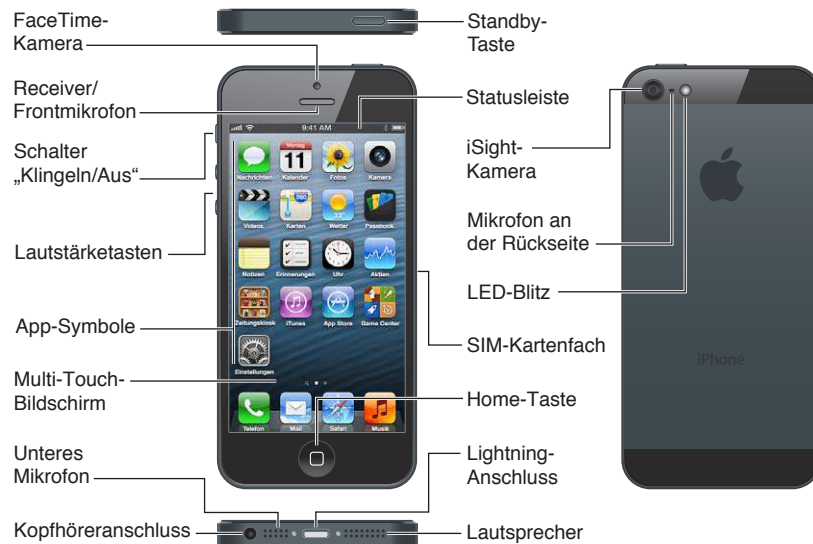 FaceTime-
Kamera
Receiver/
Frontmikrofon
Schalter
„Klingeln/Aus“
Lautstärketasten
App-Symbole
Multi-Touch-
Bildschirm
Unteres
Mikrofon
Kopfhöreranschluss
9:41 AM
Montag
11
280
33°
Nachrichten Kalender Fotos Kamera
Videos Karten Wetter Passbook
Notizen Erinnerungen Uhr Aktien
Zeitungskiosk iTunes App Store Game Center
Einstellungen
Telefon Mail Safari Musik
Standby-
Taste
Statusleiste
iSight-
Kamera
Mikrofon an
der Rückseite
LED-Blitz
SIM-Kartenfach
Home-Taste
Lightning-
Anschluss
Lautsprecher
iPhone